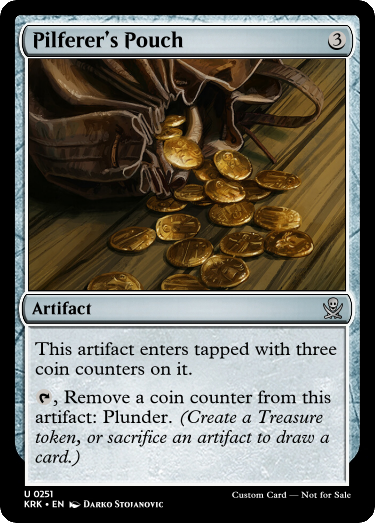 Pilferer's Pouch 3
Artifact
This artifact enters tapped with three
coin counters on it.
, Remove a coin counter from this
artifact: Plunder. (Create a Treasure
token, or sacrifice an artifact to draw a
card.)
U 0251
KRK • EN Darko Stojanovic
Custom Card — Not for Sale